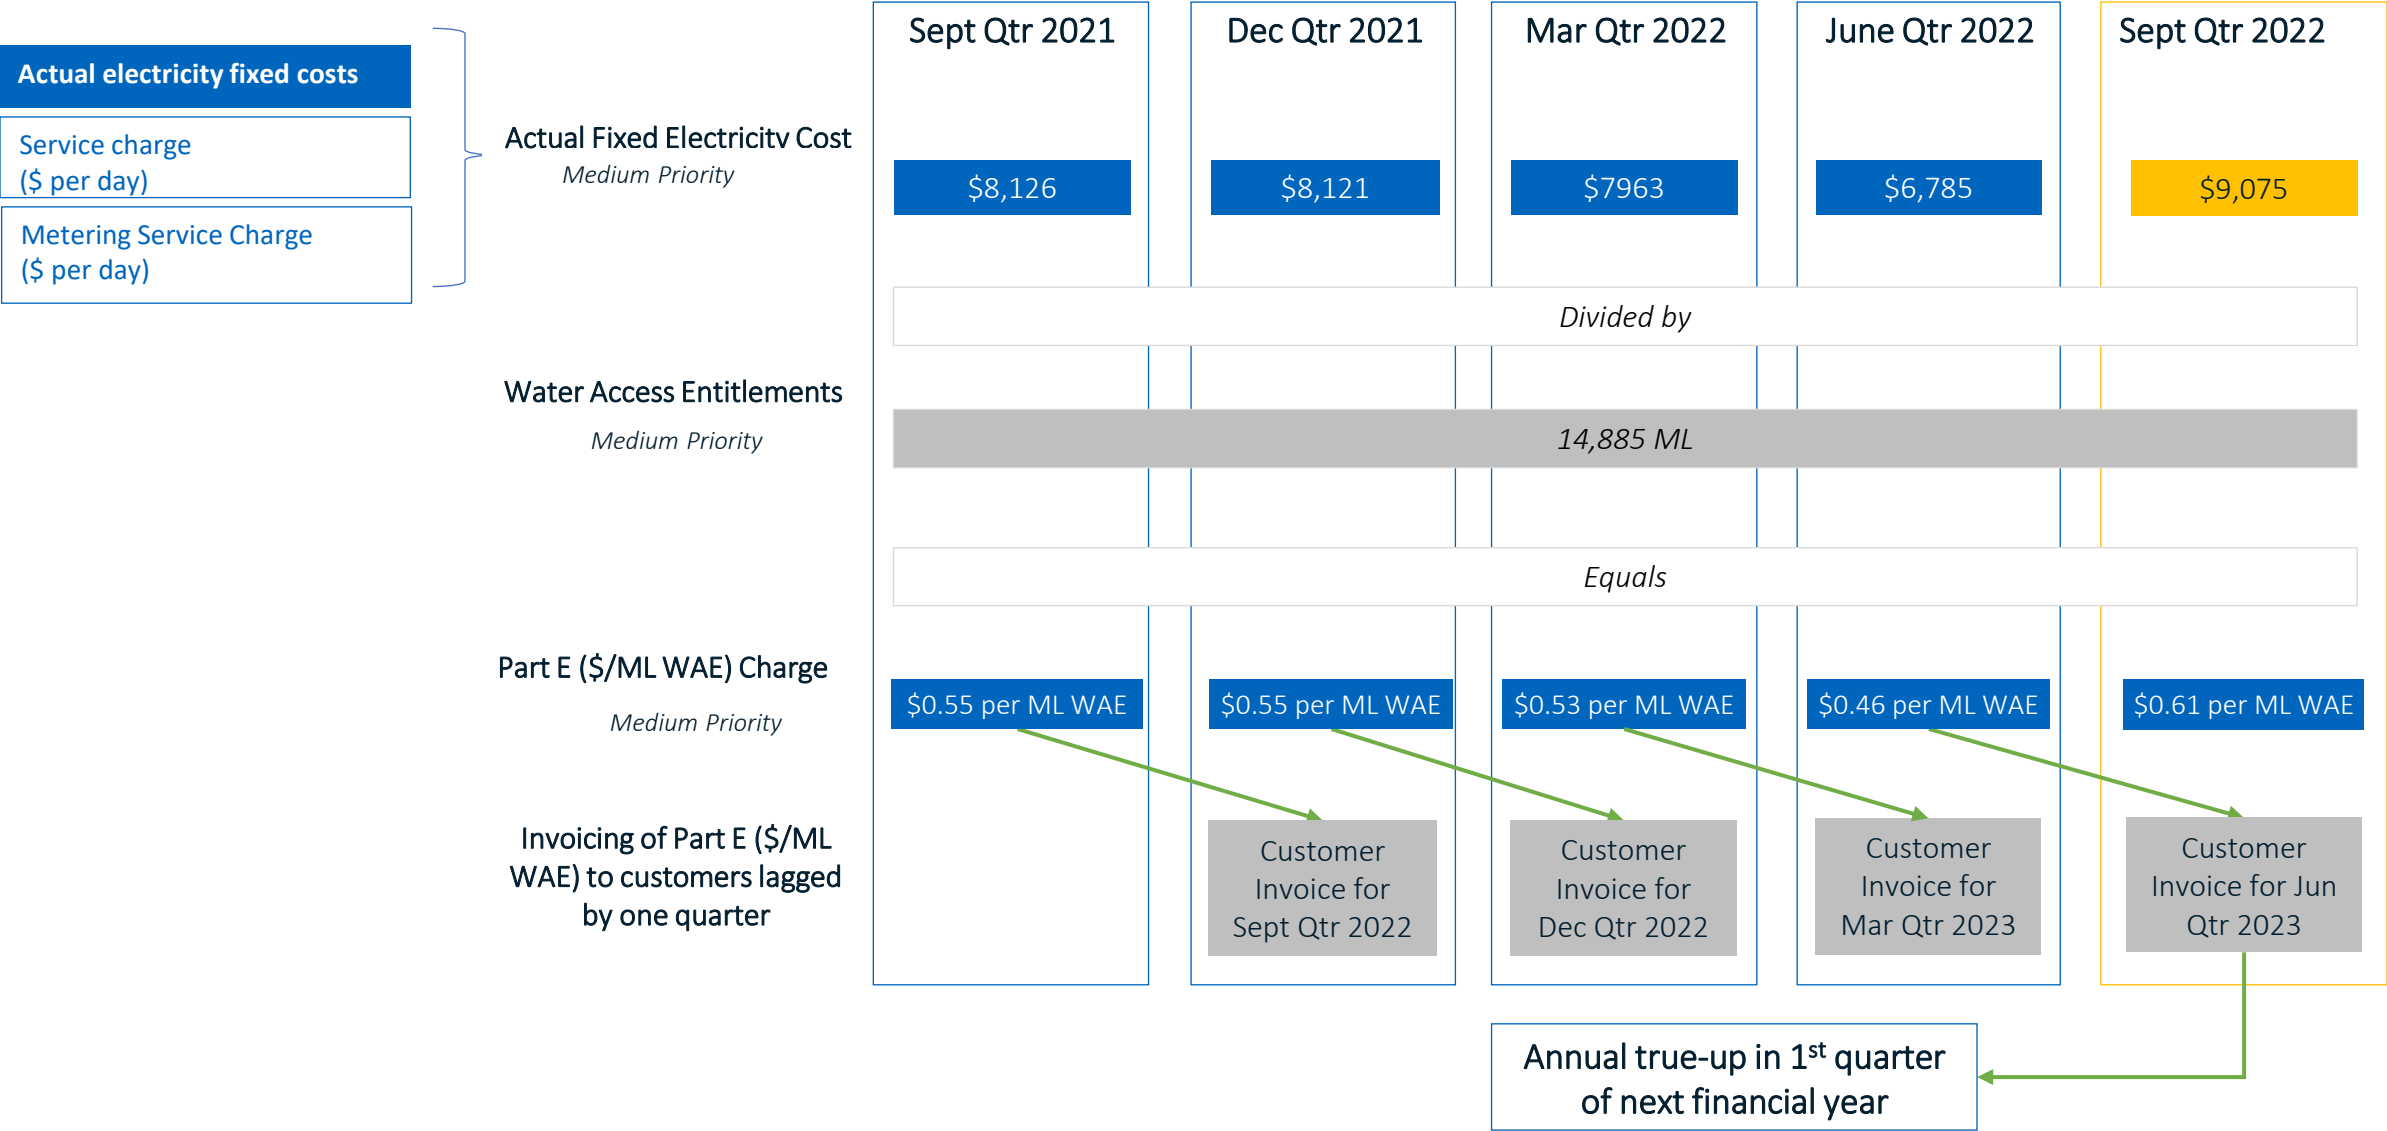 Sept Qtr 2021
Dec Qtr 2021
Mar Qtr 2022
June Qtr 2022
Sept Qtr 2022
Actual electricity fixed costs
Service charge
($ per day)
Metering Service Charge
($ per day)
Actual Fixed Electricity Cost
Medium Priority
$8,126
$8,121
$7963
$6,785
$9,075
Divided by
Water Access Entitlements
Medium Priority
14,885 ML
Equals
Part E ($/ML WAE) Charge
Medium Priority
$0.55 per ML WAE
$0.55 per ML WAE
$0.53 per ML WAE
$0.46 per ML WAE
$0.61 per ML WAE
Invoicing of Part E ($/ML
WAE) to customers lagged
by one quarter
Customer
Invoice for
Sept Qtr 2022
Customer
Invoice for
Dec Qtr 2022
Customer
Invoice for
Mar Qtr 2023
Customer
Invoice for Jun
Qtr 2023
Annual true-up in 1st quarter
of next financial year